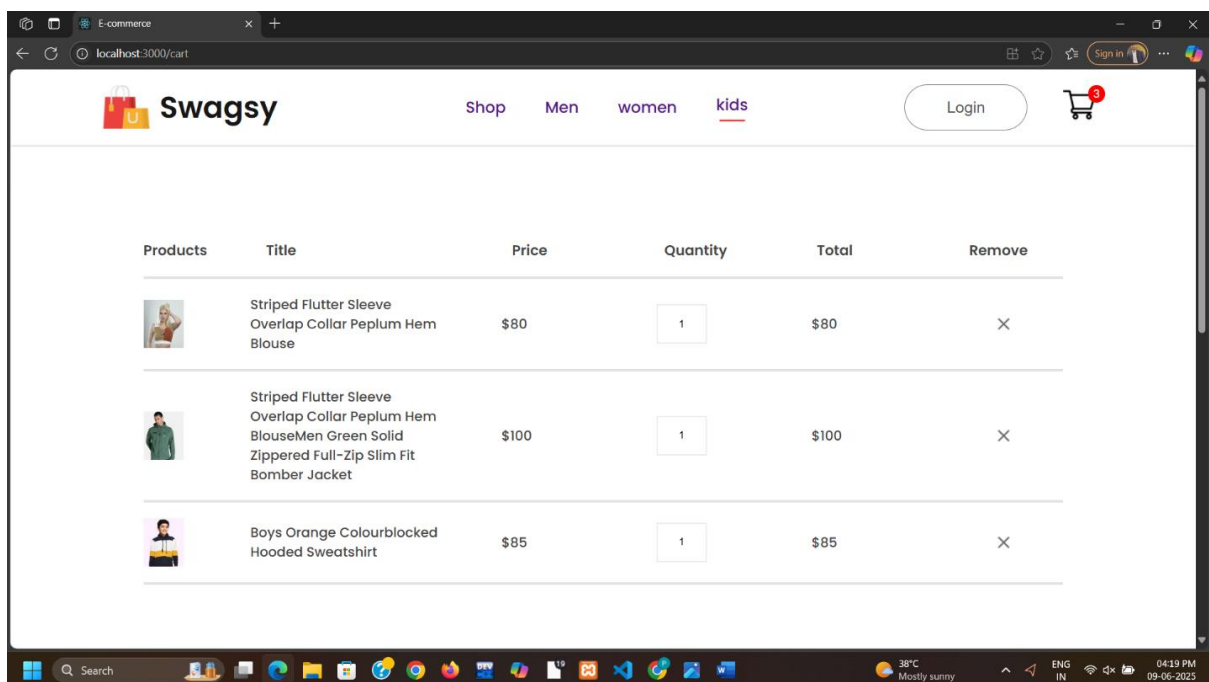 E-commerce
localhost:3000/cart
Sign in
Swagsy
Shop Men women kids
Login
3
Products Title Price Quantity Total Remove
Striped Flutter Sleeve
Overlap Collar Peplum Hem
Blouse
$80 1 $80
Striped Flutter Sleeve
Overlap Collar Peplum Hem
BlouseMen Green Solid
Zippered Full-Zip Slim Fit
Bomber Jacket
$100 1 $100
Boys Orange Colourblocked
Hooded Sweatshirt
$85 1 $85
Search
38°C
Mostly sunny
ENG
IN
04:19 PM
09-06-2025